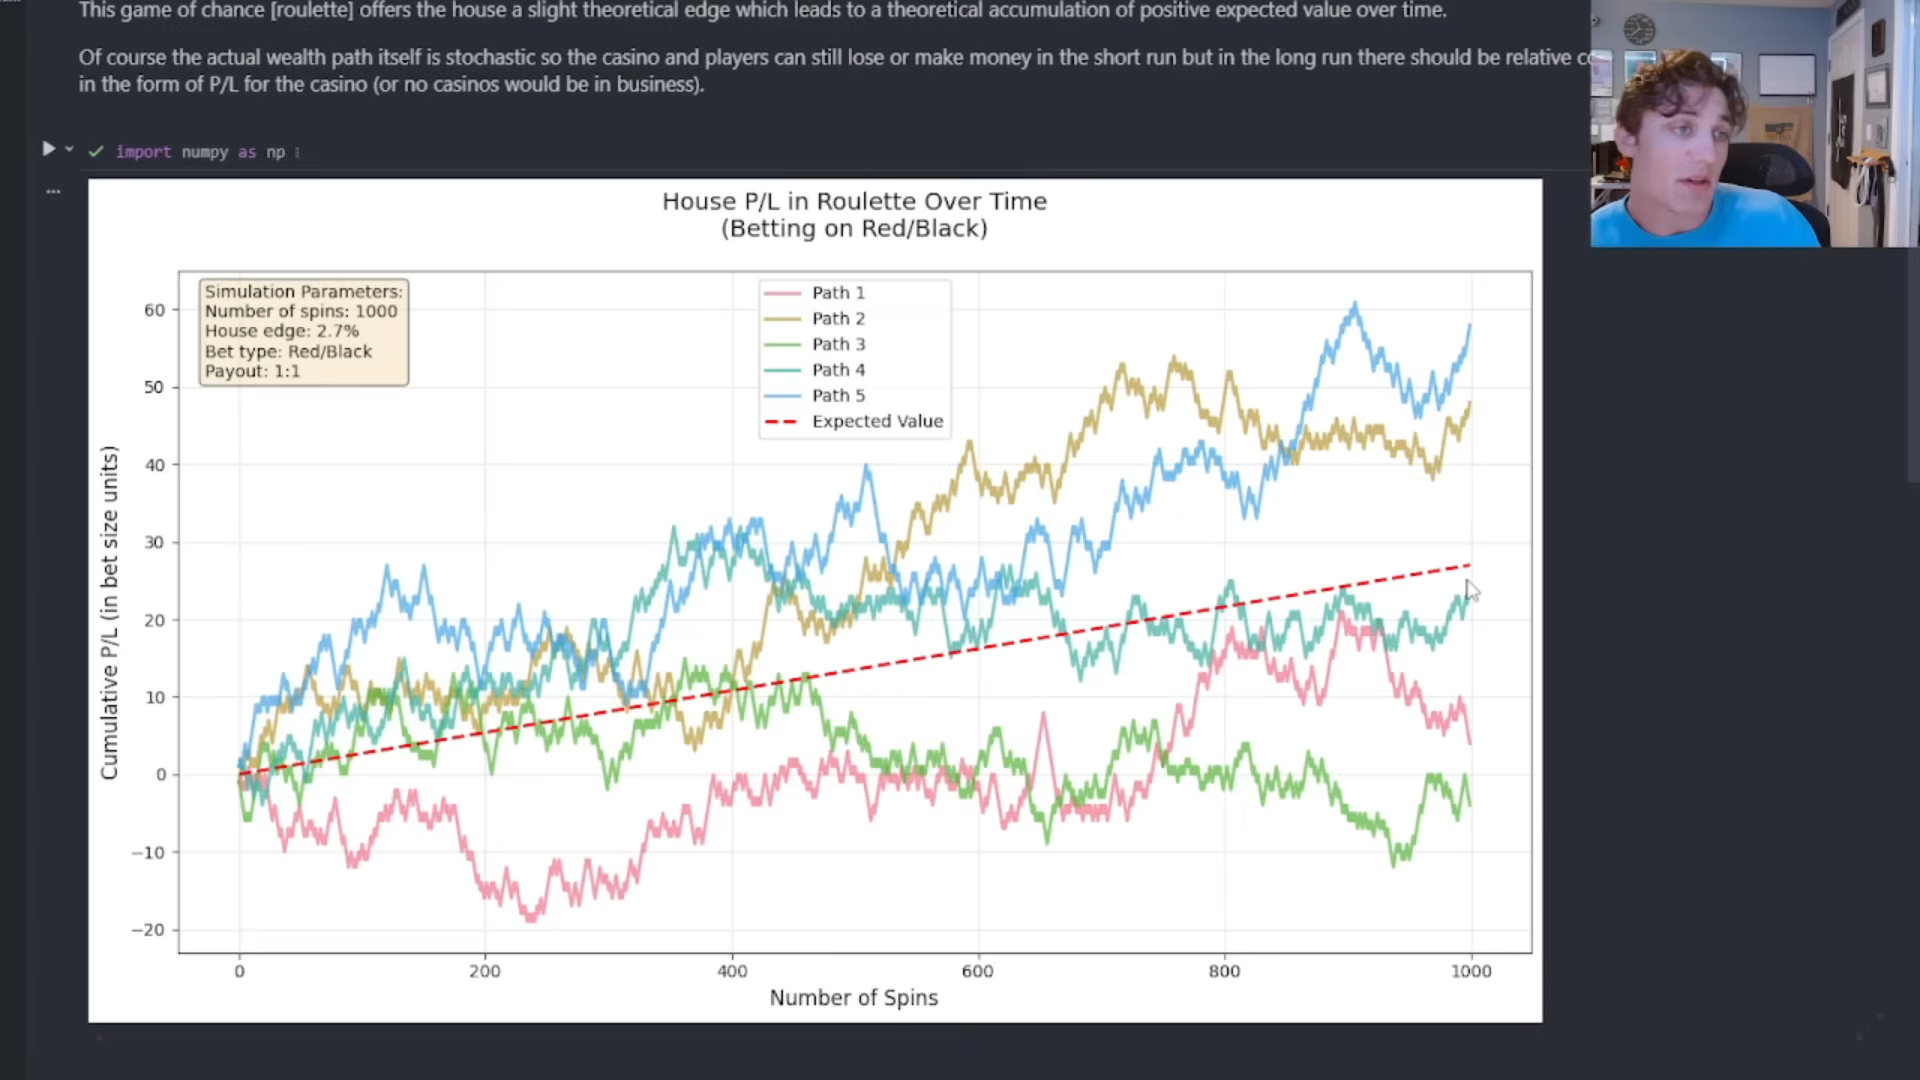 This game of chance [roulette] offers the house a slight theoretical edge which leads to a theoretical accumulation of positive expected value over time.
Of course the actual wealth path itself is stochastic so the casino and players can still lose or make money in the short run but in the long run there should be relative
in the form of P/L for the casino (or no casinos would be in business).
import numpy as np
House P/L in Roulette Over Time
(Betting on Red/Black)
Simulation Parameters:
Number of spins: 1000
House edge: 2.7%
Bet type: Red/Black
Payout: 1:1
Path 1
Path 2
Path 3
Path 4
Path 5
Expected Value
Cumulative P/L (in bet size units)
60
50
40
30
20
10
0
−10
−20
0 200 400 600 800 1000
Number of Spins